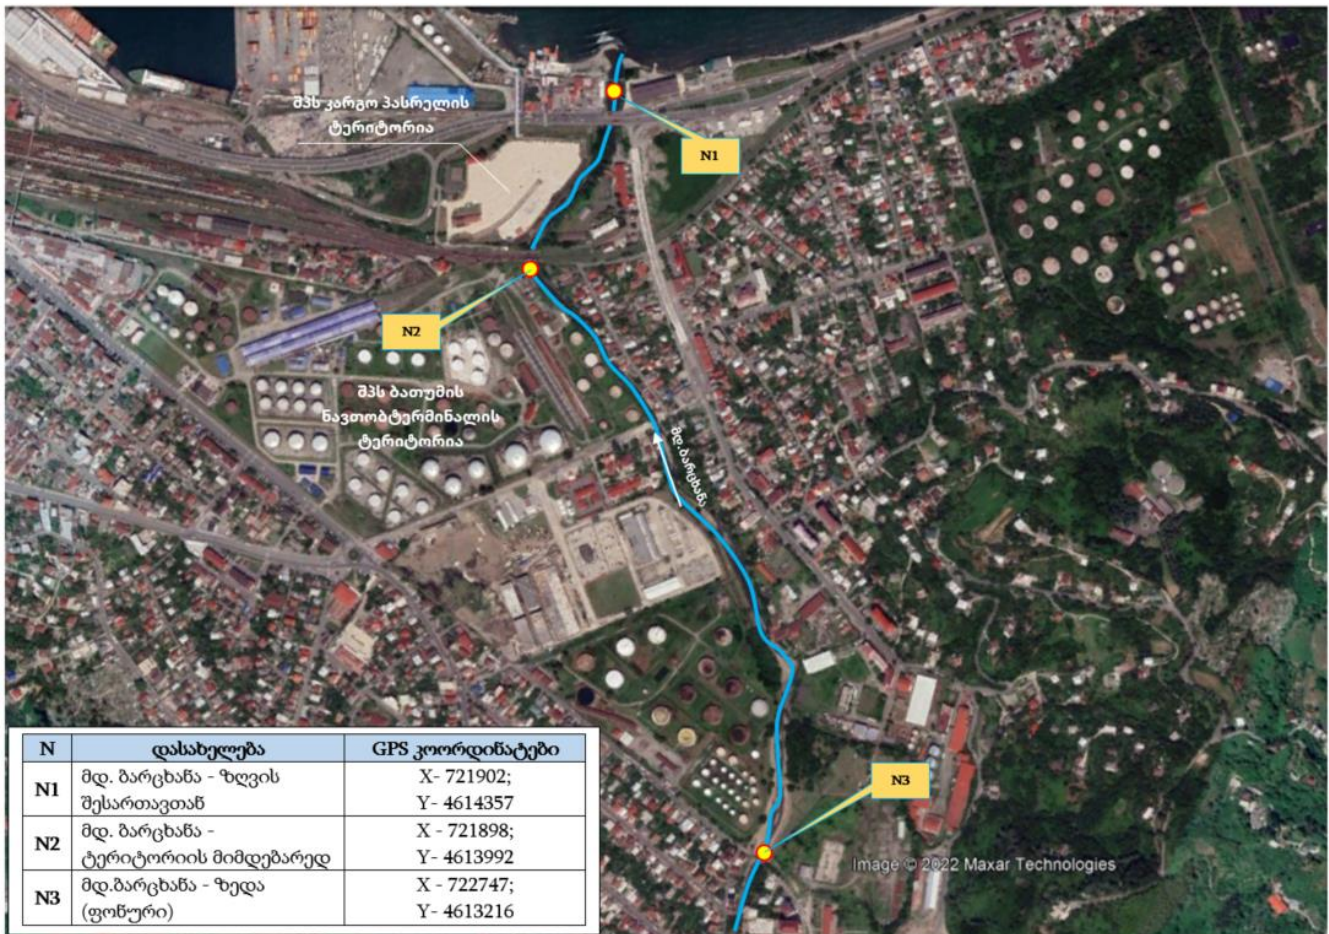 შპს კარგო პასრელის
ტერიტორია
N1
N2
შპს ბათუმის
ნავთობტერმინალის
ტერიტორია
მდ.ბარცხანა
N3
Image © 2022 Maxar Technologies
N დასახელება GPS კოორდინატები
N1 მდ. ბარცხანა - ზღვის შესართავთან X- 721902; Y- 4614357
N2 მდ. ბარცხანა - ტერიტორიის მიმდებარედ X - 721898; Y- 4613992
N3 მდ.ბარცხანა - ზედა (ფონური) X - 722747; Y- 4613216